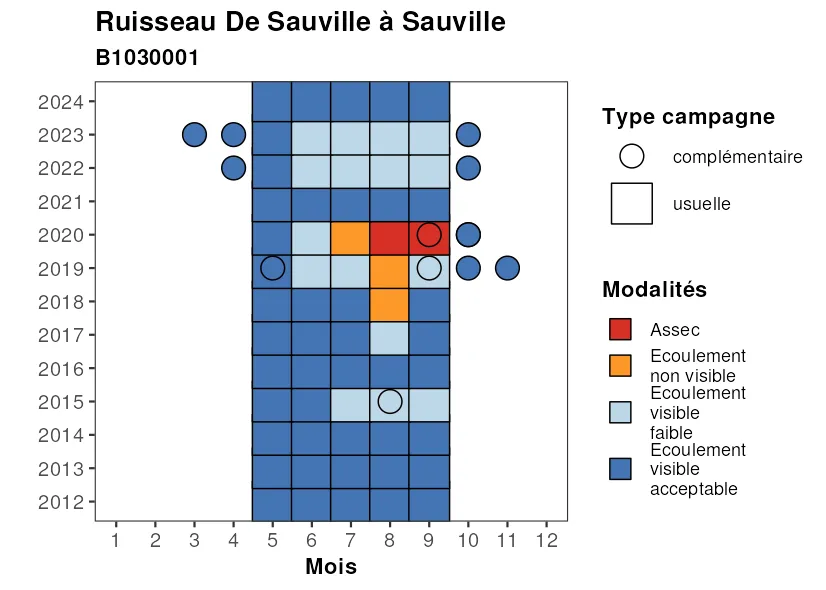 Ruisseau De Sauville à Sauville
B1030001
2024
2023
2022
2021
2020
2019
2018
2017
2016
2015
2014
2013
2012
1 2 3 4 5 6 7 8 9 10 11 12
Mois
Type campagne
complémentaire
usuelle
Modalités
Assec
Ecoulement
non visible
Ecoulement
visible
faible
Ecoulement
visible
acceptable